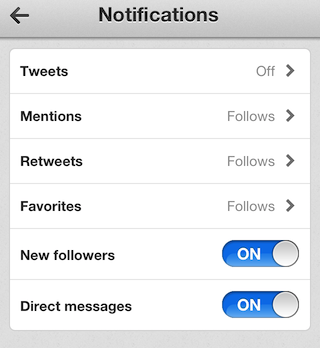 Notifications
Tweets Off
Mentions Follows
Retweets Follows
Favorites Follows
New followers ON
Direct messages ON